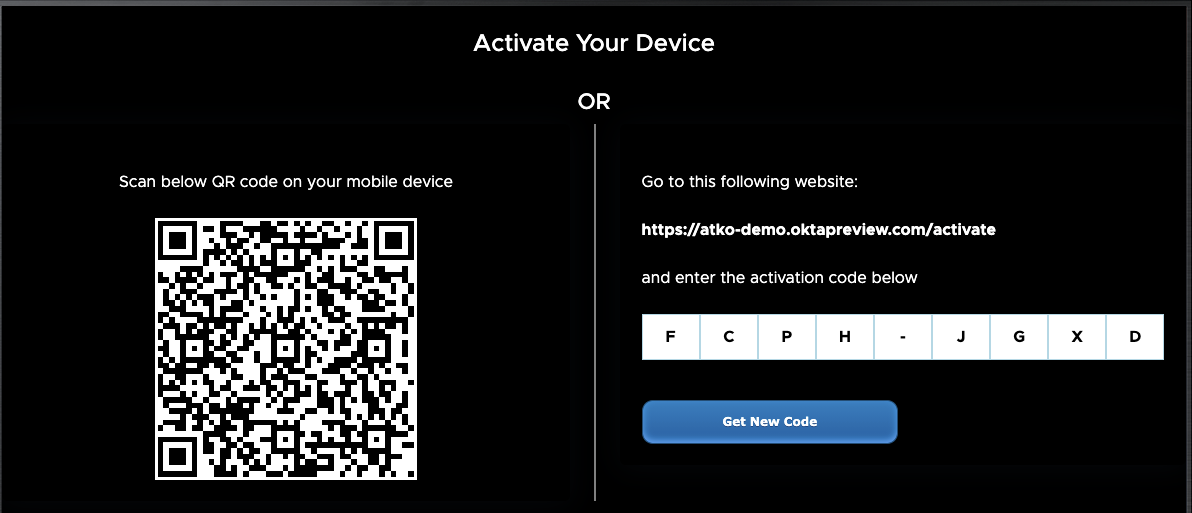 Activate Your Device
OR
Scan below QR code on your mobile device
Go to this following website:
https://atko-demo.oktapreview.com/activate
and enter the activation code below
F C P H - J G X D
Get New Code